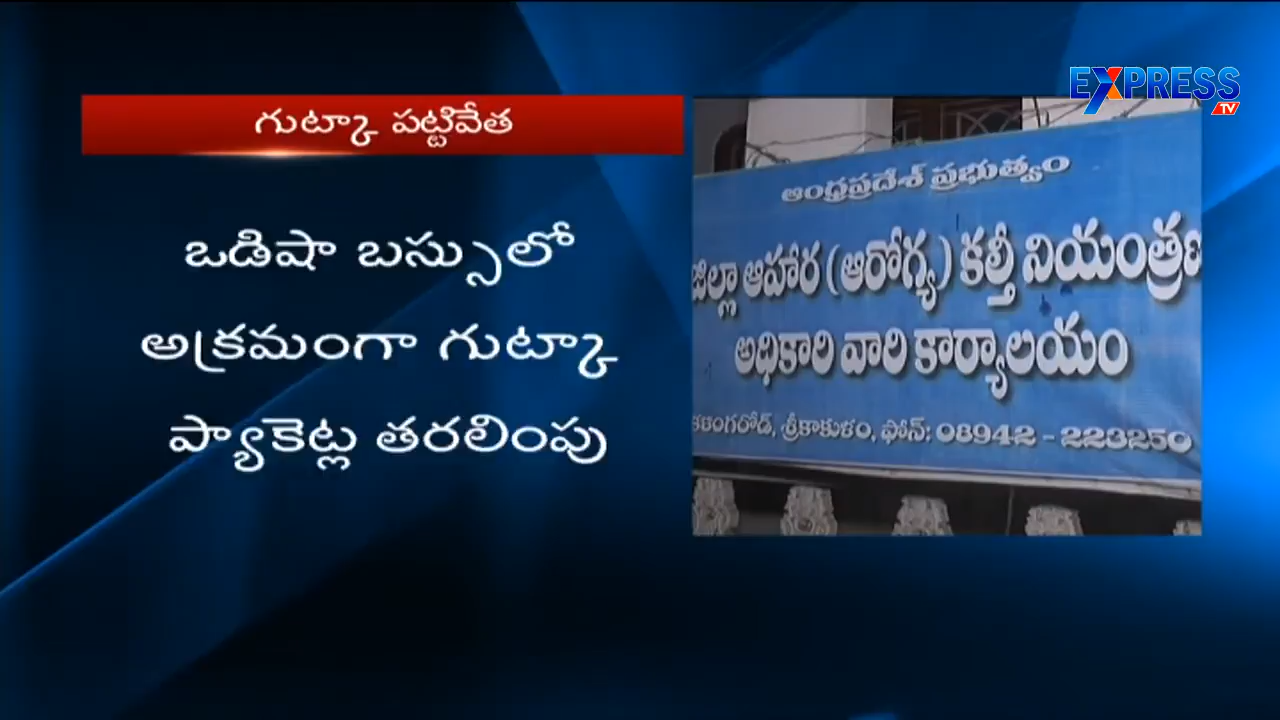 EXPRESS TV
గుట్కా పట్టివేత
ఒడిషా బస్సులో
అక్రమంగా గుట్కా
ప్యాకెట్ల తరలింపు
ఆంధ్రప్రదేశ్ ప్రభుత్వం
జిల్లా ఆహార (ఆరోగ్య) కల్తీ నియంత్రణ
అధికారి వారి కార్యాలయం
శ్రీకాకుళం, ఫోన్: 08942 - 223250